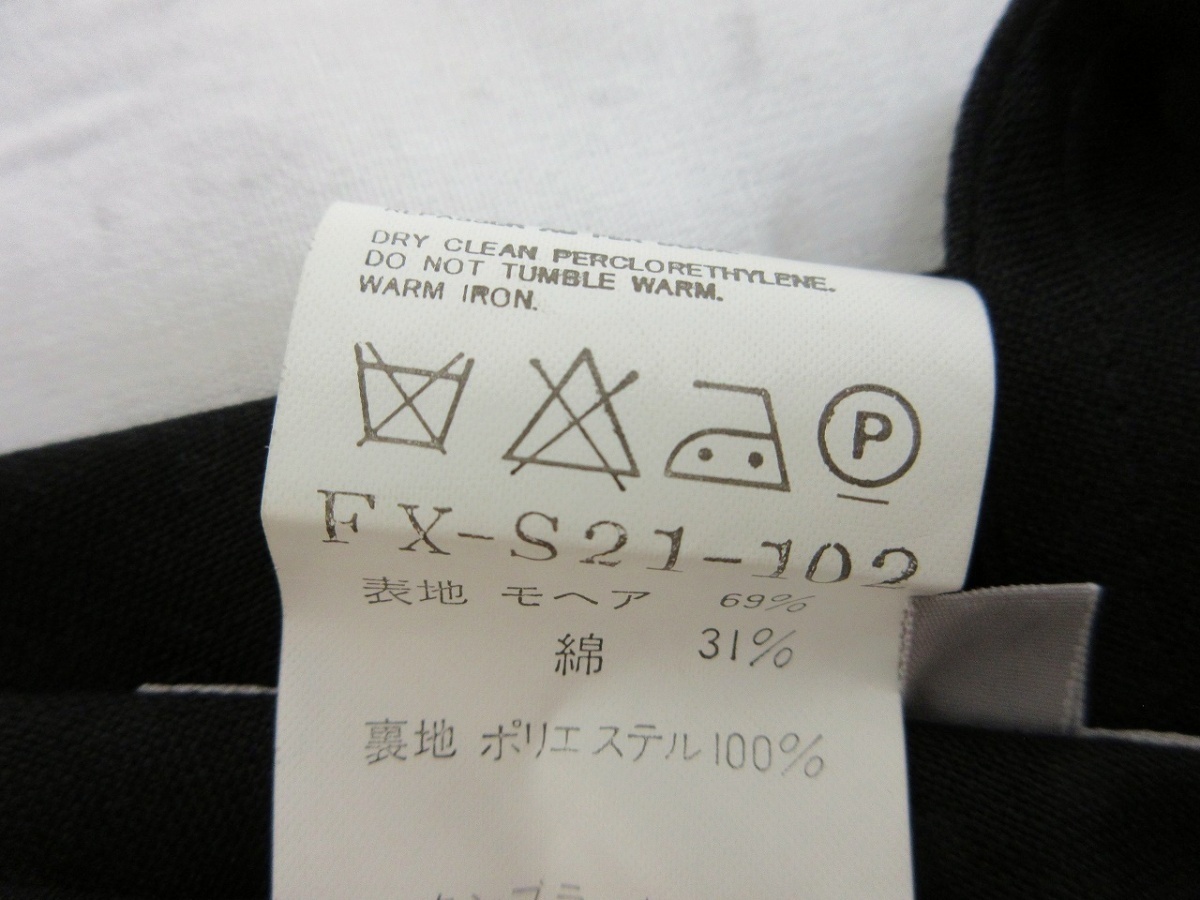 DRY CLEAN PERCLORETHYLENE.
DO NOT TUMBLE WARM.
WARM IRON.
P
FX-S21-102
表地 モヘア 69%
綿 31%
裏地 ポリエステル100%